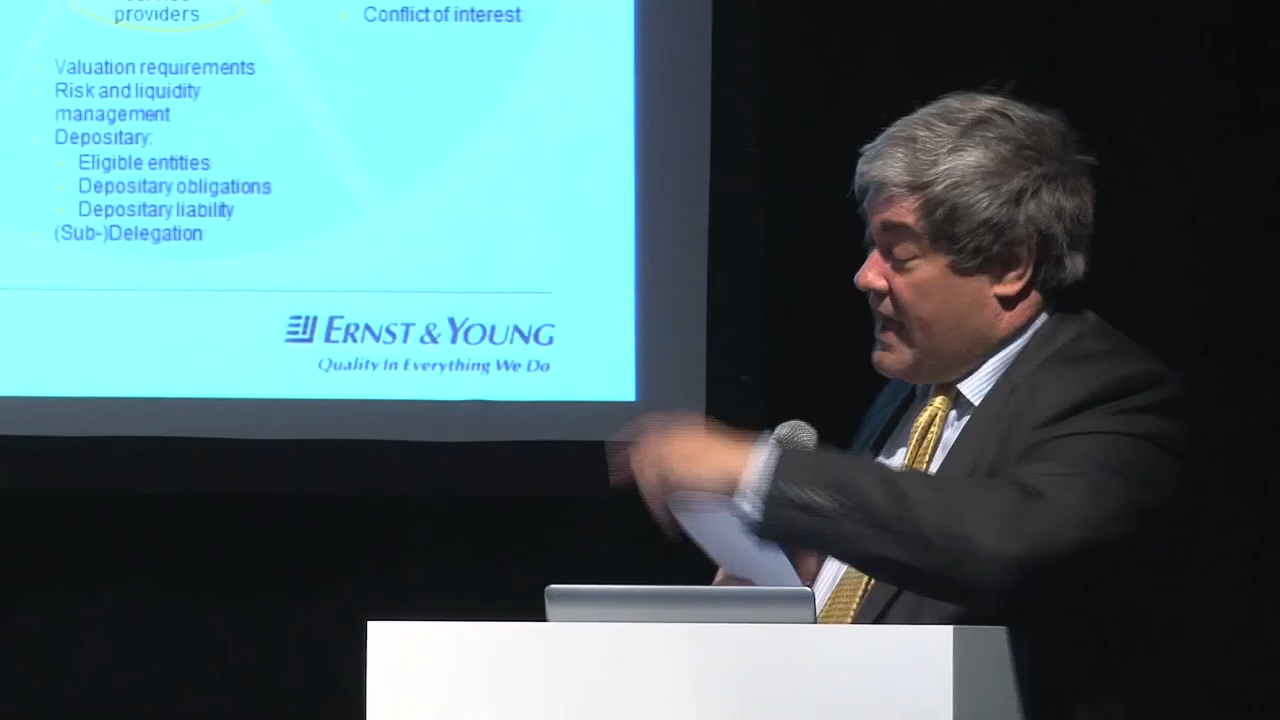 providers
Conflict of interest
Valuation requirements
Risk and liquidity
management
Depositary:
Eligible entities
Depositary obligations
Depositary liability
(Sub-)Delegation
ERNST & YOUNG
Quality In Everything We Do